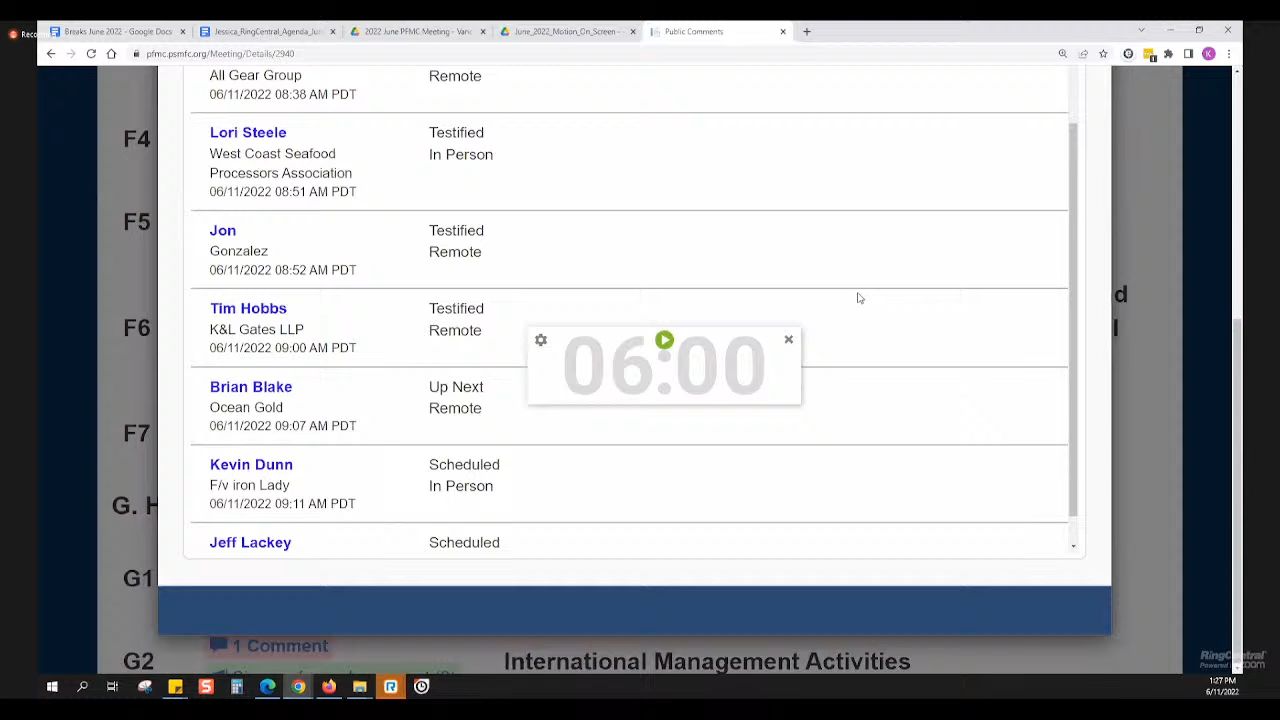 Breaks June 2022 - Google Docs
Jessica_RingCentral_Agenda_Jun
2022 June PFMC Meeting - Vanc
June_2022_Motion_On_Screen -
Public Comments
pfmc.psmfc.org/Meeting/Details/2940
All Gear Group
Remote
06/11/2022 08:38 AM PDT
F4
Lori Steele
Testified
West Coast Seafood
In Person
Processors Association
06/11/2022 08:51 AM PDT
F5
Jon
Testified
Gonzalez
Remote
06/11/2022 08:52 AM PDT
F6
Tim Hobbs
Testified
K&L Gates LLP
Remote
06/11/2022 09:00 AM PDT
06:00
Brian Blake
Up Next
Ocean Gold
Remote
06/11/2022 09:07 AM PDT
F7
Kevin Dunn
Scheduled
F/v iron Lady
In Person
06/11/2022 09:11 AM PDT
G. H
Jeff Lackey
Scheduled
G1
1 Comment
G2
International Management Activities
RingCentral
1:27 PM
6/11/2022